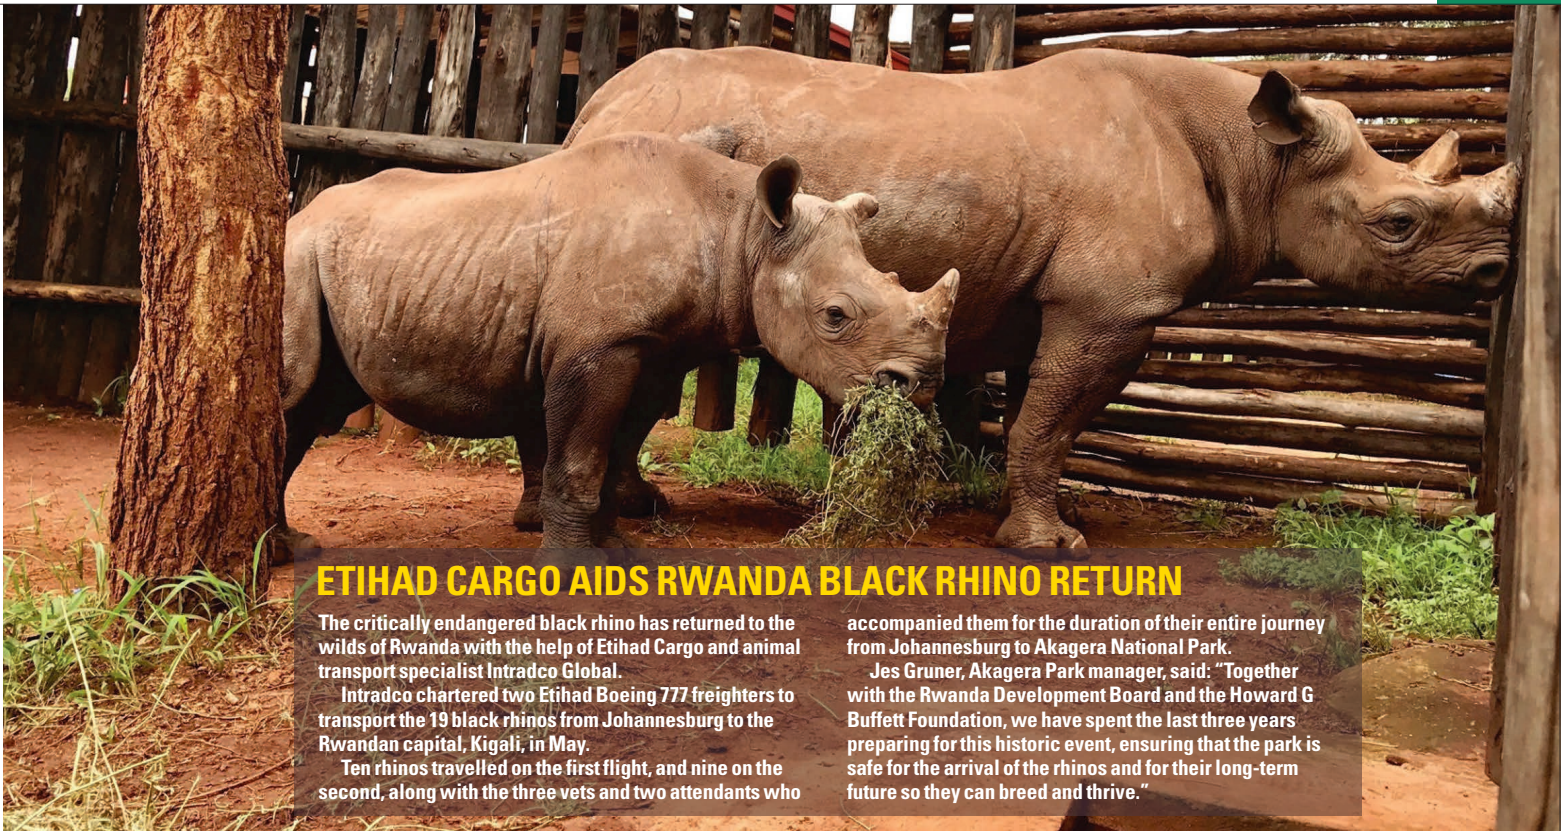 ETIHAD CARGO AIDS RWANDA BLACK RHINO RETURN
The critically endangered black rhino has returned to the
wilds of Rwanda with the help of Etihad Cargo and animal
transport specialist Intradco Global.
Intradco chartered two Etihad Boeing 777 freighters to
transport the 19 black rhinos from Johannesburg to the
Rwandan capital, Kigali, in May.
Ten rhinos travelled on the first flight, and nine on the
second, along with the three vets and two attendants who
accompanied them for the duration of their entire journey
from Johannesburg to Akagera National Park.
Jes Gruner, Akagera Park manager, said: “Together
with the Rwanda Development Board and the Howard G
Buffett Foundation, we have spent the last three years
preparing for this historic event, ensuring that the park is
safe for the arrival of the rhinos and for their long-term
future so they can breed and thrive.”